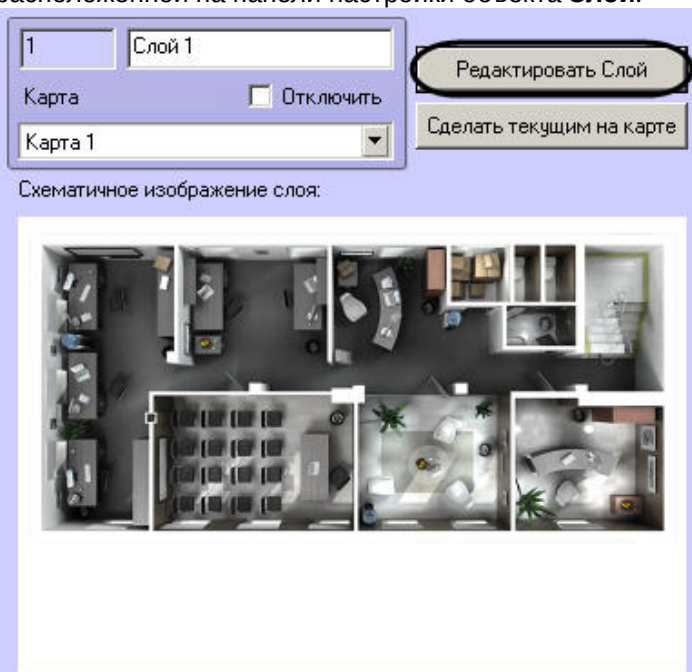 расположенной на панели настройки объекта Слой.
1
Слой 1
Редактировать Слой
Карта
Отключить
Сделать текущим на карте
Карта 1
Схематичное изображение слоя: